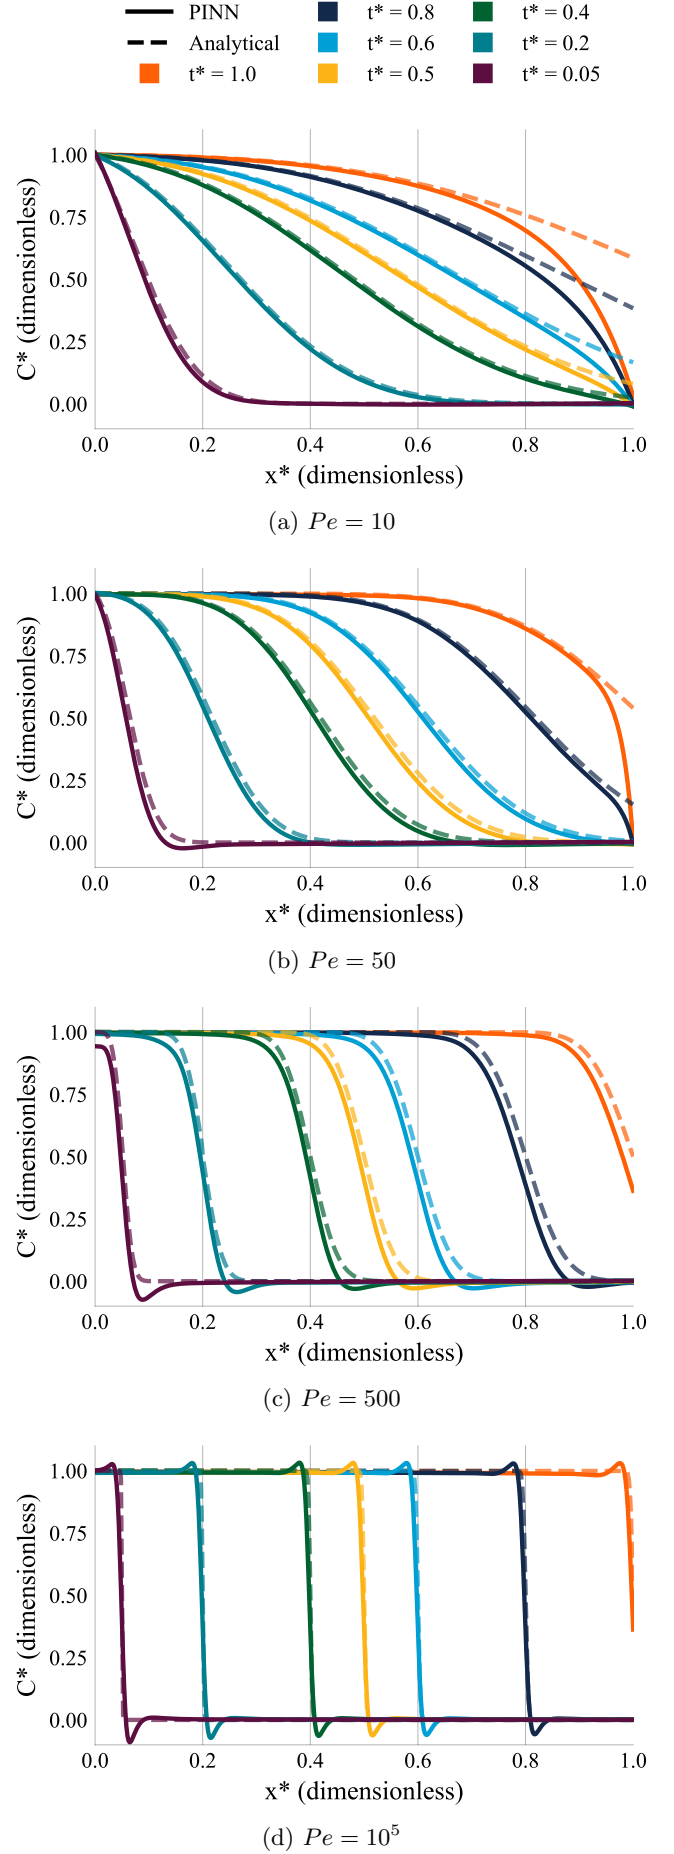 PINN
Analytical
t* = 1.0
t* = 0.8
t* = 0.6
t* = 0.5
t* = 0.4
t* = 0.2
t* = 0.05
C* (dimensionless)
1.00
0.75
0.50
0.25
0.00
0.0 0.2 0.4 0.6 0.8 1.0
x* (dimensionless)
(a) Pe = 10
C* (dimensionless)
1.00
0.75
0.50
0.25
0.00
0.0 0.2 0.4 0.6 0.8 1.0
x* (dimensionless)
(b) Pe = 50
C* (dimensionless)
1.00
0.75
0.50
0.25
0.00
0.0 0.2 0.4 0.6 0.8 1.0
x* (dimensionless)
(c) Pe = 500
C* (dimensionless)
1.00
0.75
0.50
0.25
0.00
0.0 0.2 0.4 0.6 0.8 1.0
x* (dimensionless)
(d) Pe = 10⁵